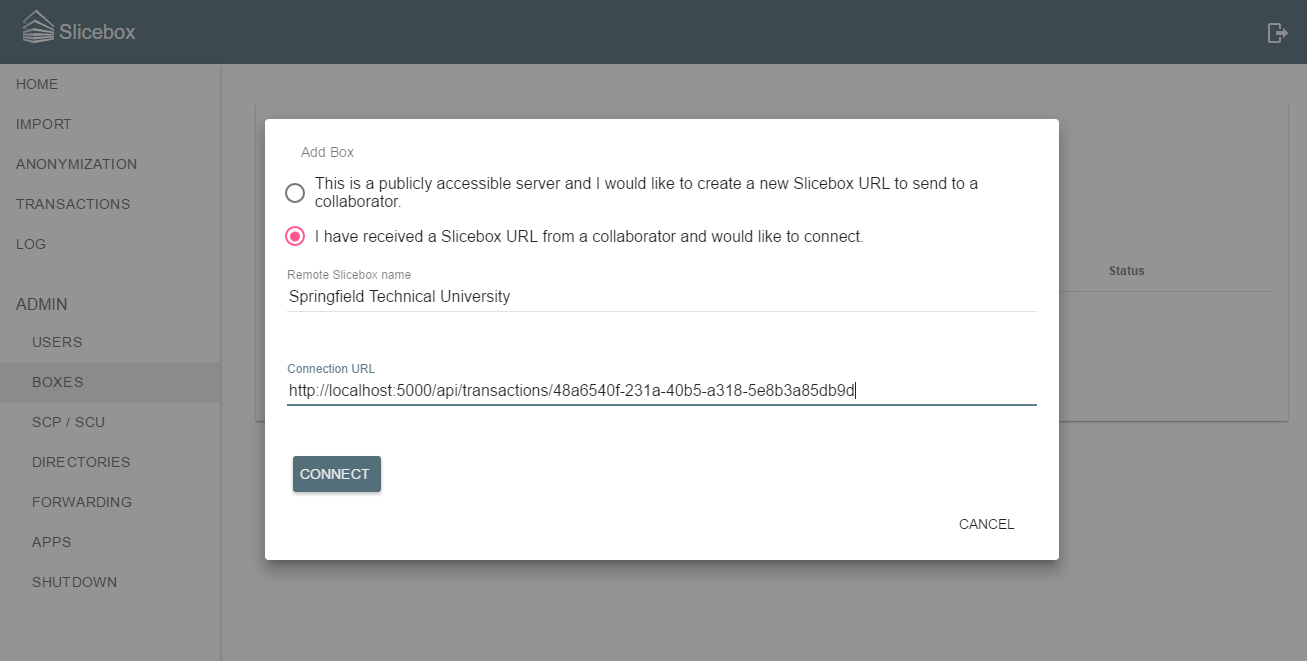 Slicebox
HOME
IMPORT
ANONYMIZATION
TRANSACTIONS
LOG
ADMIN
USERS
BOXES
SCP / SCU
DIRECTORIES
FORWARDING
APPS
SHUTDOWN
Status
Add Box
This is a publicly accessible server and I would like to create a new Slicebox URL to send to a
collaborator.
I have received a Slicebox URL from a collaborator and would like to connect.
Remote Slicebox name
Springfield Technical University
Connection URL
http://localhost:5000/api/transactions/48a6540f-231a-40b5-a318-5e8b3a85db9d
CONNECT
CANCEL